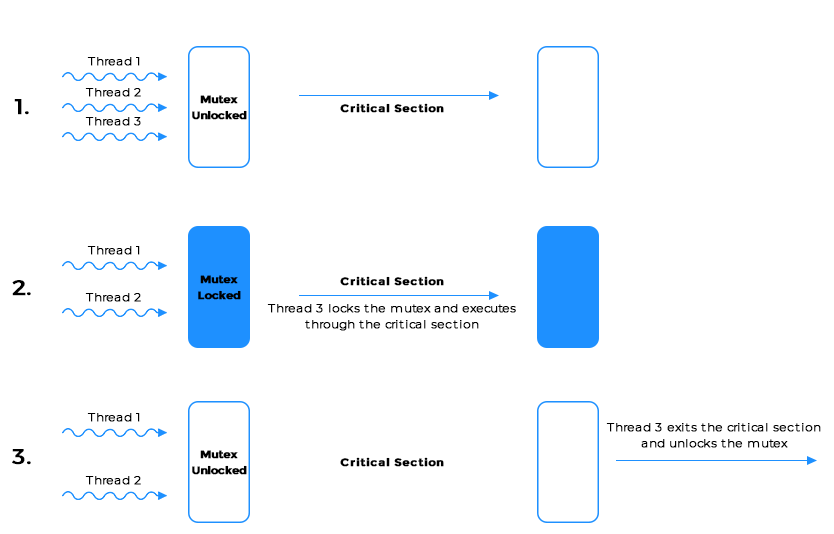 Thread 1
Thread 2
Thread 3
1.
Mutex
Unlocked
Critical Section
Thread 1
Thread 2
2.
Mutex
Locked
Critical Section
Thread 3 locks the mutex and executes
through the critical section
Thread 1
Thread 2
3.
Mutex
Unlocked
Critical Section
Thread 3 exits the critical section
and unlocks the mutex